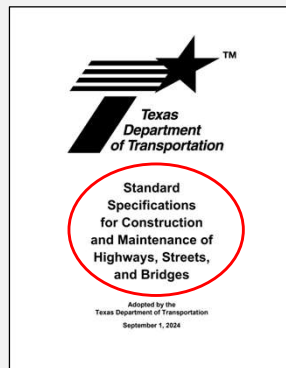 TM
Texas
Department
of Transportation
Standard
Specifications
for Construction
and Maintenance of
Highways, Streets,
and Bridges
Adopted by the
Texas Department of Transportation
September 1, 2024